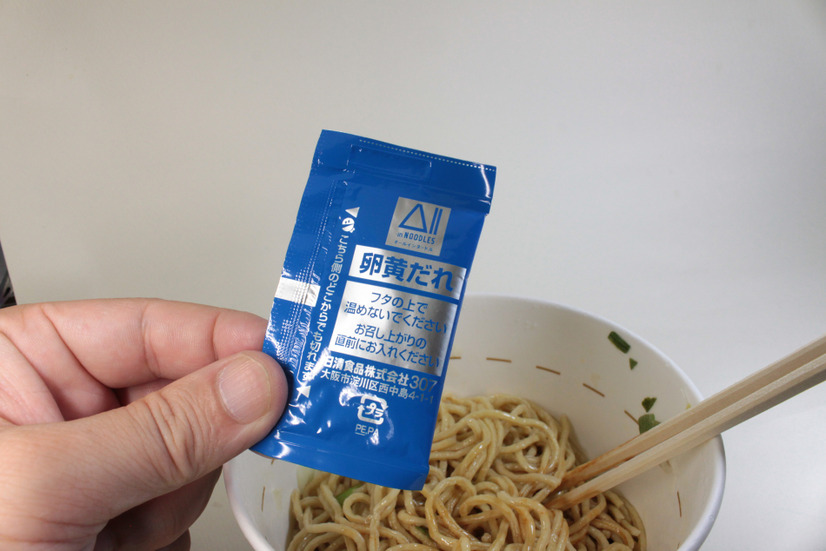 All
in NOODLES
オールインヌードル
卵黄だれ
フタの上で
温めないでください
お召し上がりの
直前にお入れください
こちら側のどこからでも切れます
日清食品株式会社307
大阪市淀川区西中島4-1-1
プラ
PE,PA